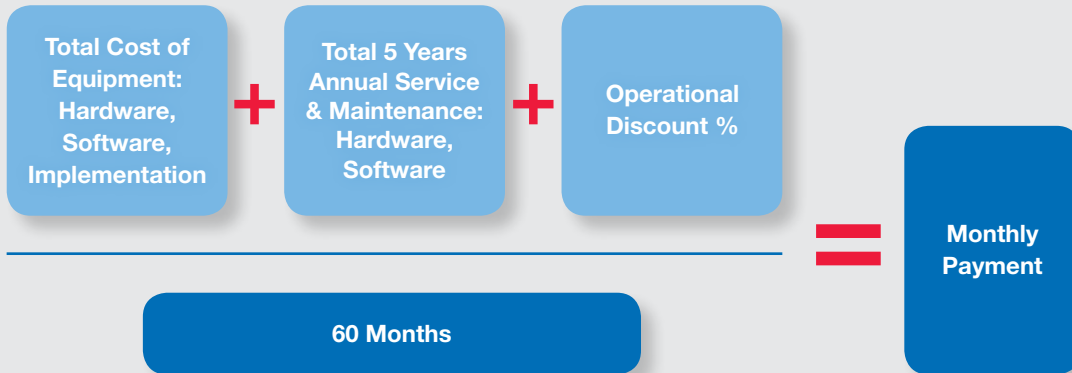 Total Cost of
Equipment:
Hardware,
Software,
Implementation
+
Total 5 Years
Annual Service
& Maintenance:
Hardware,
Software
+
Operational
Discount %
=
Monthly
Payment
60 Months